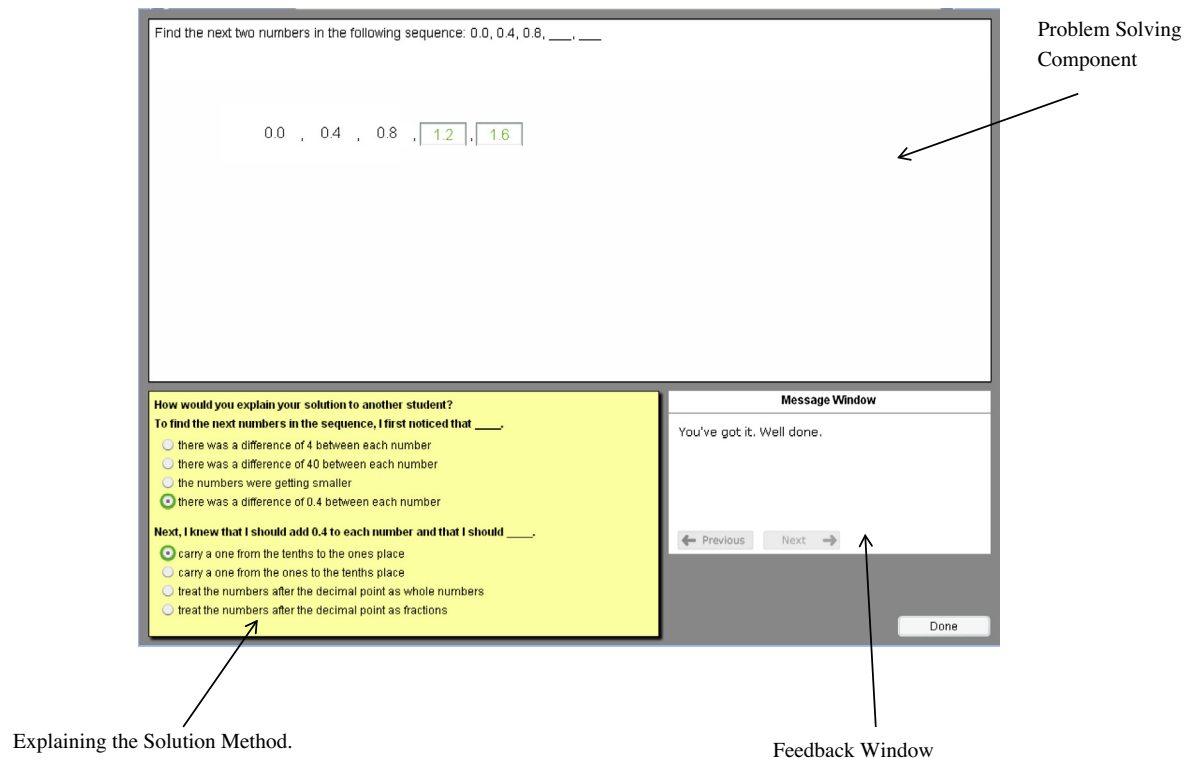 Find the next two numbers in the following sequence: 0.0, 0.4, 0.8, ___, ___
Problem Solving
Component
0.0 , 0.4 , 0.8 , 1.2 , 1.6
How would you explain your solution to another student?
To find the next numbers in the sequence, I first noticed that ____.
there was a difference of 4 between each number
there was a difference of 40 between each number
the numbers were getting smaller
there was a difference of 0.4 between each number
Next, I knew that I should add 0.4 to each number and that I should ____.
carry a one from the tenths to the ones place
carry a one from the ones to the tenths place
treat the numbers after the decimal point as whole numbers
treat the numbers after the decimal point as fractions
Message Window
You've got it. Well done.
Previous Next
Done
Explaining the Solution Method.
Feedback Window